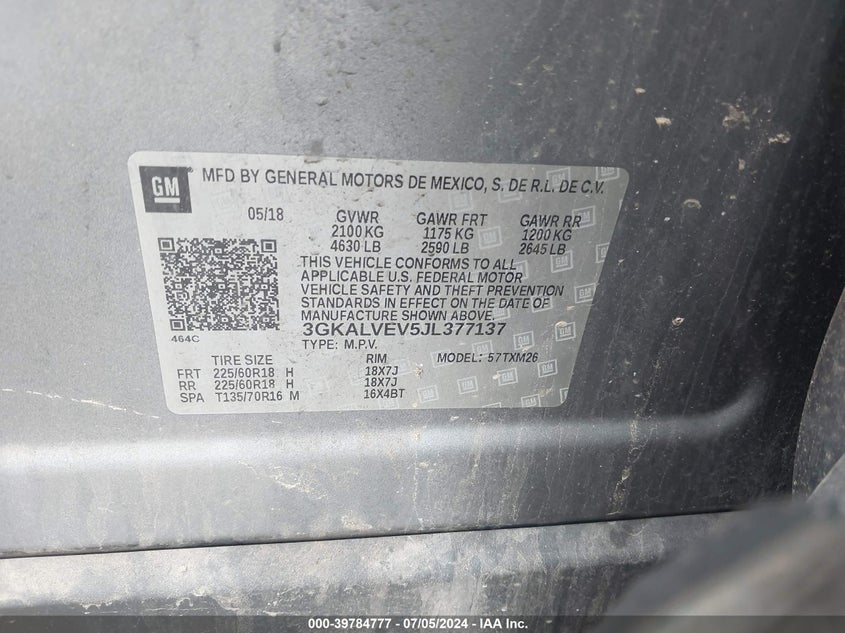 GM MFD BY GENERAL MOTORS DE MEXICO, S. DE R.L. DE C.V.
05/18 GVWR GAWR FRT GAWR RR
2100 KG 1175 KG 1200 KG
4630 LB 2590 LB 2645 LB
THIS VEHICLE CONFORMS TO ALL
APPLICABLE U.S. FEDERAL MOTOR
VEHICLE SAFETY AND THEFT PREVENTION
STANDARDS IN EFFECT ON THE DATE OF
MANUFACTURE SHOWN ABOVE.
464C 3GKALVEV5JL377137
TYPE: M.P.V.
TIRE SIZE RIM MODEL: 57TXM26
FRT 225/60R18 H 18X7J
RR 225/60R18 H 18X7J
SPA T135/70R16 M 16X4BT
000-39784777 - 07/05/2024 - IAA, Inc.